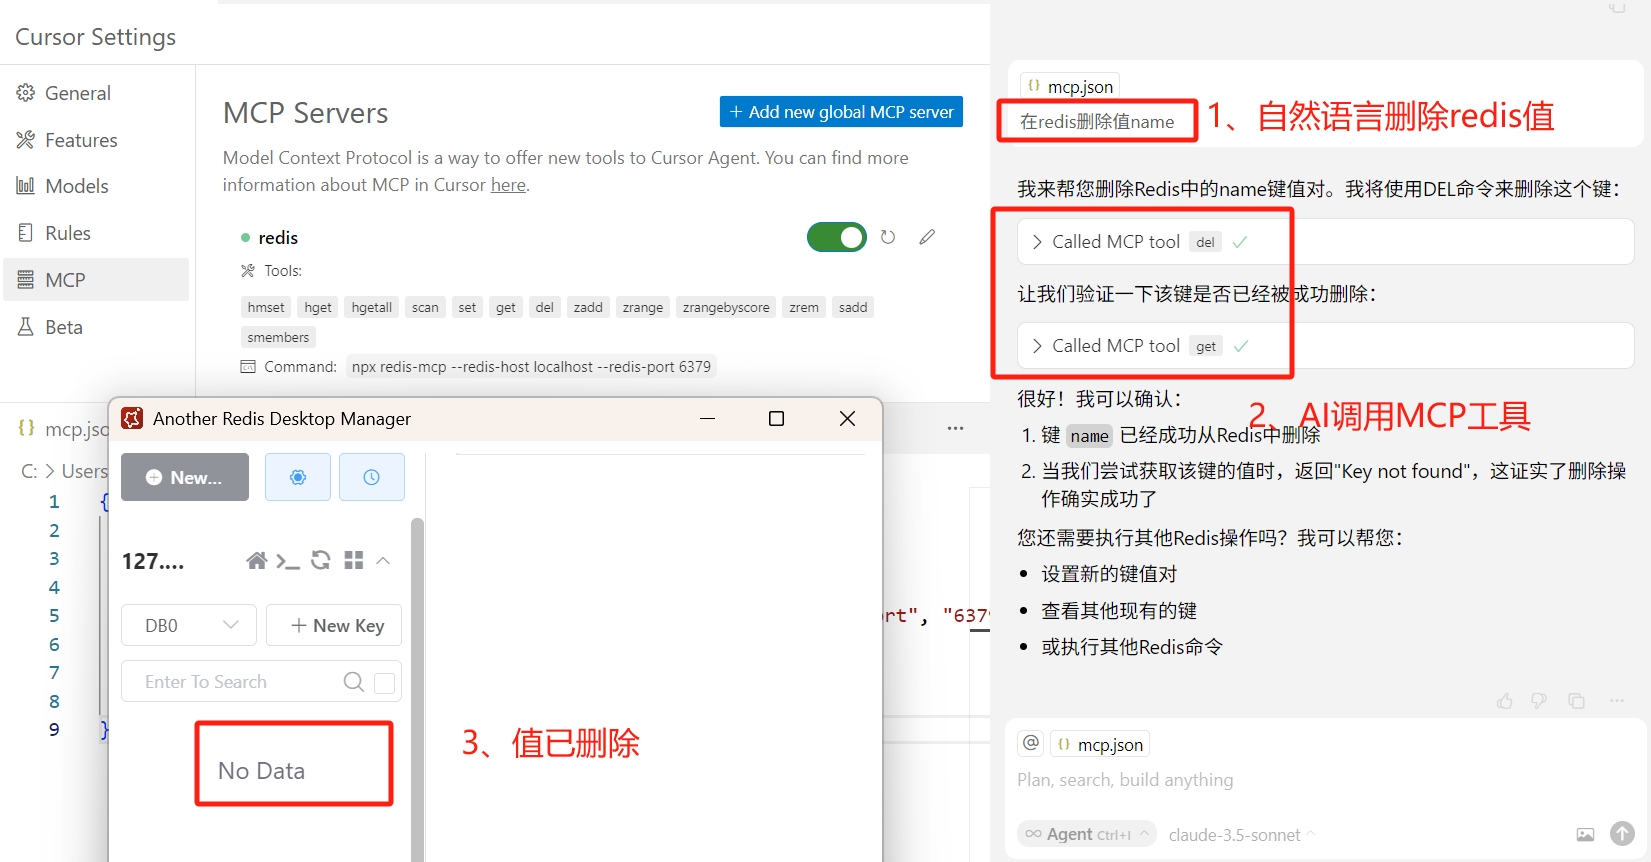 Cursor Settings
General
Features
Models
Rules
MCP
Beta
MCP Servers
+ Add new global MCP server
Model Context Protocol is a way to offer new tools to Cursor Agent. You can find more
information about MCP in Cursor here.
redis
Tools:
hmset hget hgetall scan set get del zadd zrange zrangebyscore zrem sadd
smembers
Command: npx redis-mcp --redis-host localhost --redis-port 6379
{} mcp.jso
C: > Users
1 {
2
3
4
5 ort", "6379
6
7
8
9 }
Another Redis Desktop Manager
New...
127....
DB0
+ New Key
Enter To Search
No Data
3、值已删除
{} mcp.json
在redis删除值name
1、自然语言删除redis值
我来帮您删除Redis中的name键值对。我将使用DEL命令来删除这个键：
> Called MCP tool del ✓
让我们验证一下该键是否已经被成功删除：
> Called MCP tool get ✓
很好！我可以确认：
2、AI调用MCP工具
1. 键 name 已经成功从Redis中删除
2. 当我们尝试获取该键的值时，返回"Key not found"，这证实了删除操
作确实成功了
您还需要执行其他Redis操作吗？我可以帮您：
• 设置新的键值对
• 查看其他现有的键
• 或执行其他Redis命令
@ {} mcp.json
Plan, search, build anything
∞ Agent Ctrl+I claude-3.5-sonnet